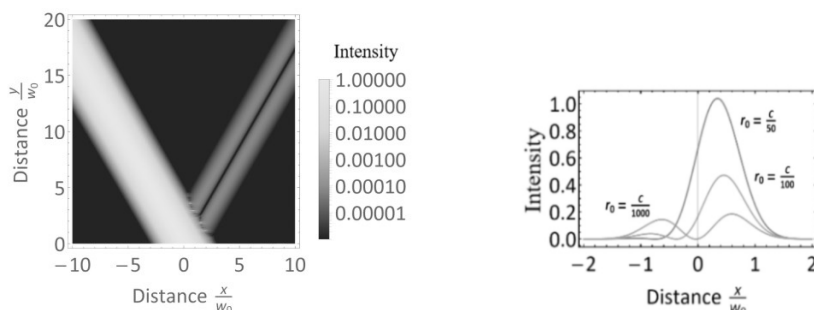 20
15
10
5
0
Distance y/w₀
−10 −5 0 5 10
Distance x/w₀
Intensity
1.00000
0.10000
0.01000
0.00100
0.00010
0.00001
1.0
0.8
0.6
0.4
0.2
0.0
Intensity
r₀ = c/50
r₀ = c/100
r₀ = c/1000
−2 −1 0 1 2
Distance x/w₀